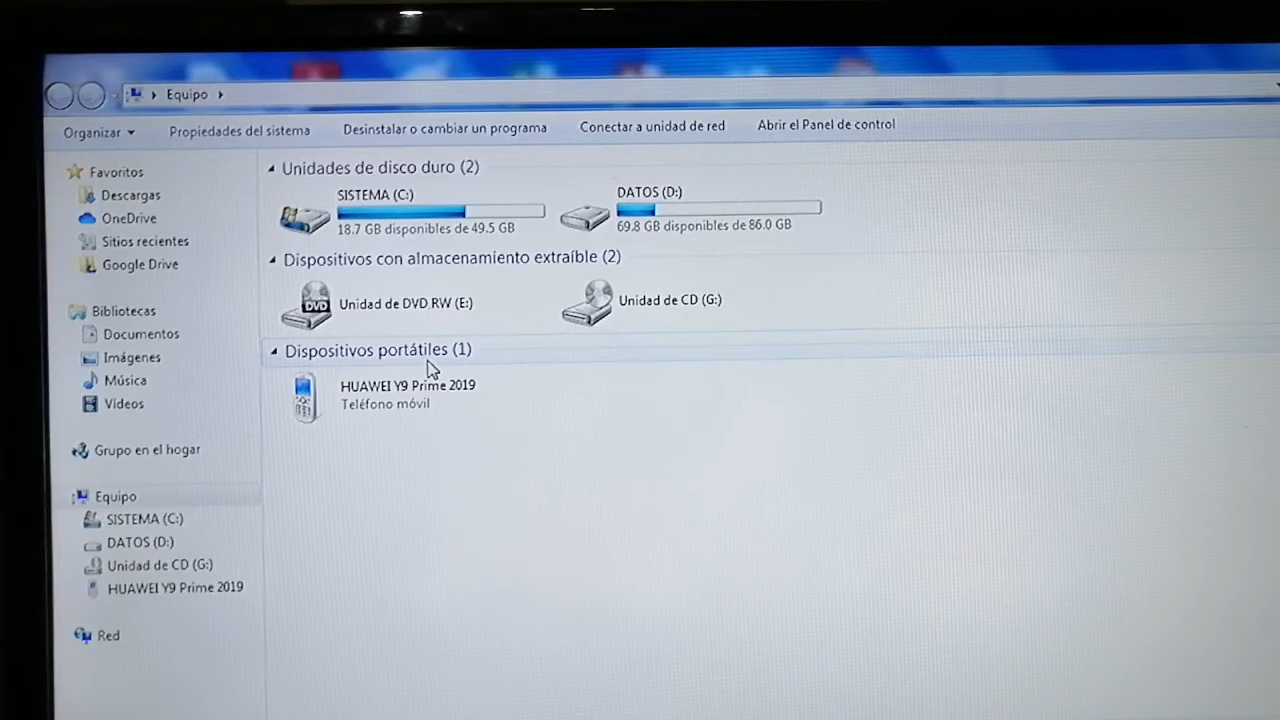 Equipo
Organizar
Propiedades del sistema
Desinstalar o cambiar un programa
Conectar a unidad de red
Abrir el Panel de control
Favoritos
Descargas
OneDrive
Sitios recientes
Google Drive
Bibliotecas
Documentos
Imágenes
Música
Vídeos
Grupo en el hogar
Equipo
SISTEMA (C:)
DATOS (D:)
Unidad de CD (G:)
HUAWEI Y9 Prime 2019
Red
Unidades de disco duro (2)
SISTEMA (C:)
18.7 GB disponibles de 49.5 GB
DATOS (D:)
69.8 GB disponibles de 86.0 GB
Dispositivos con almacenamiento extraíble (2)
DVD
Unidad de DVD RW (E:)
Unidad de CD (G:)
Dispositivos portátiles (1)
HUAWEI Y9 Prime 2019
Teléfono móvil